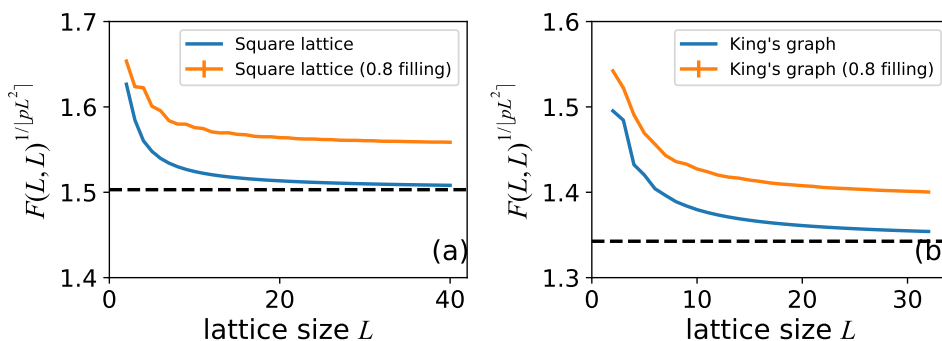 1.7
1.6
1.5
1.4
0
20
40
F(L, L)^{1/⌊pL²⌉}
lattice size L
Square lattice
Square lattice (0.8 filling)
(a)
1.6
1.5
1.4
1.3
0
10
20
30
F(L, L)^{1/⌊pL²⌉}
lattice size L
King's graph
King's graph (0.8 filling)
(b